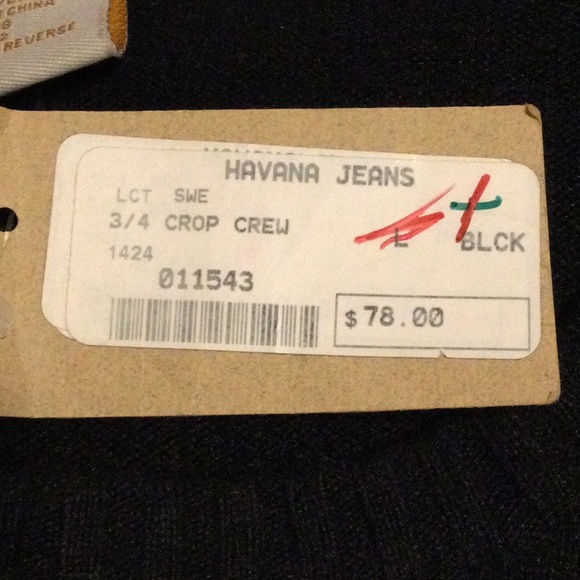 CHINA
REVERSE
HAVANA JEANS
LCT SWE
3/4 CROP CREW
L BLCK
1424
011543
$78.00